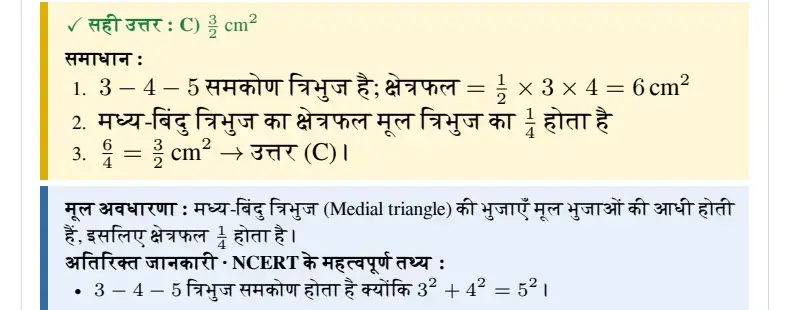 ✓ सही उत्तर : C) 3/2 cm²
समाधान :
1. 3 − 4 − 5 समकोण त्रिभुज है; क्षेत्रफल = 1/2 × 3 × 4 = 6 cm²
2. मध्य-बिंदु त्रिभुज का क्षेत्रफल मूल त्रिभुज का 1/4 होता है
3. 6/4 = 3/2 cm² → उत्तर (C)।
मूल अवधारणा : मध्य-बिंदु त्रिभुज (Medial triangle) की भुजाएँ मूल भुजाओं की आधी होती
हैं, इसलिए क्षेत्रफल 1/4 होता है।
अतिरिक्त जानकारी · NCERT के महत्वपूर्ण तथ्य :
• 3 − 4 − 5 त्रिभुज समकोण होता है क्योंकि 3² + 4² = 5²।